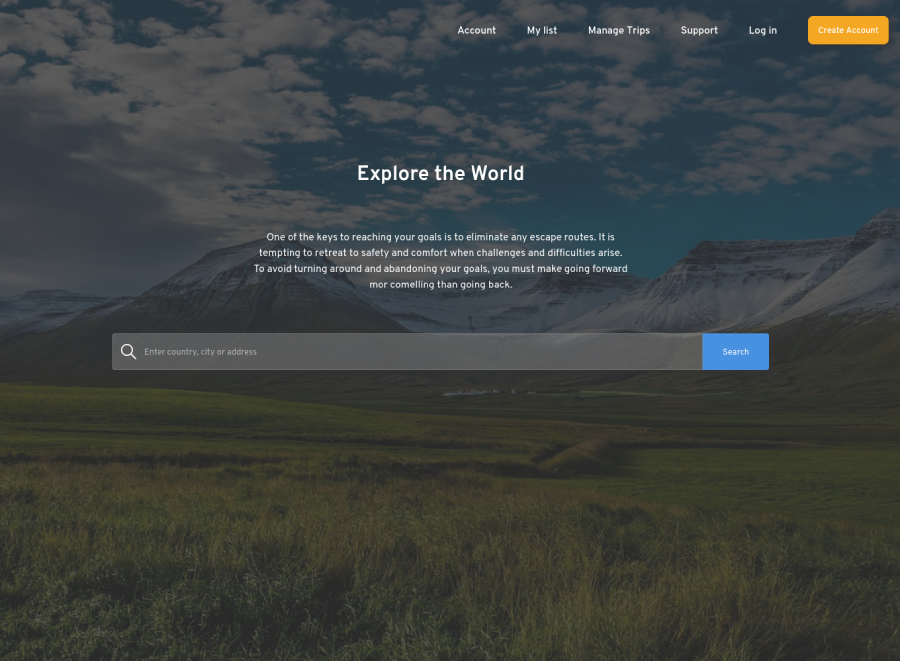 Account My list Manage Trips Support Log in Create Account
Explore the World
One of the keys to reaching your goals is to eliminate any escape routes. It is
tempting to retreat to safety and comfort when challenges and difficulties arise.
To avoid turning around and abandoning your goals, you must make going forward
mor comelling than going back.
Enter country, city or address Search